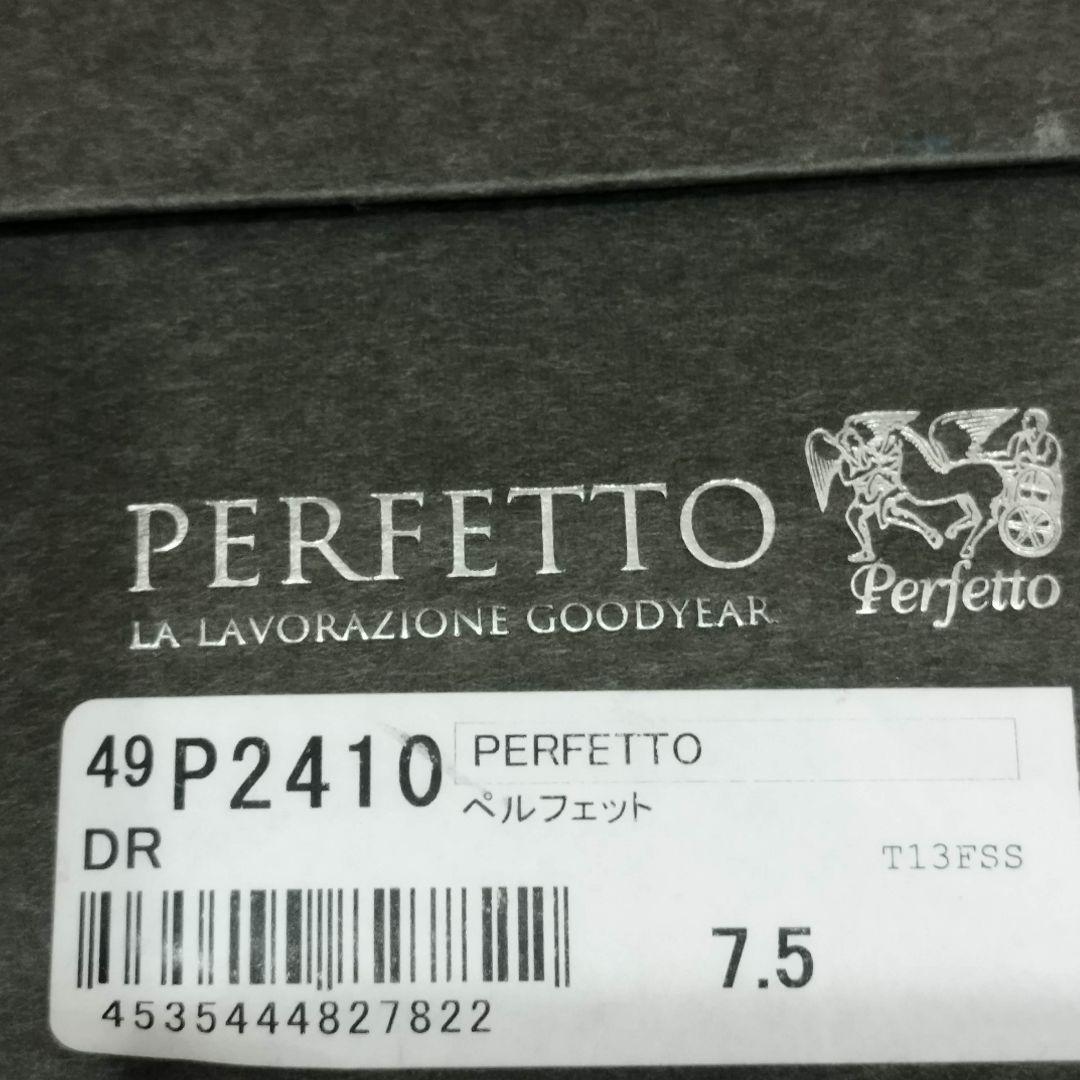 PERFETTO
LA LAVORAZIONE GOODYEAR
Perfetto
49 P2410
PERFETTO
ペルフェット
DR
T13FSS
7.5
4535444827822